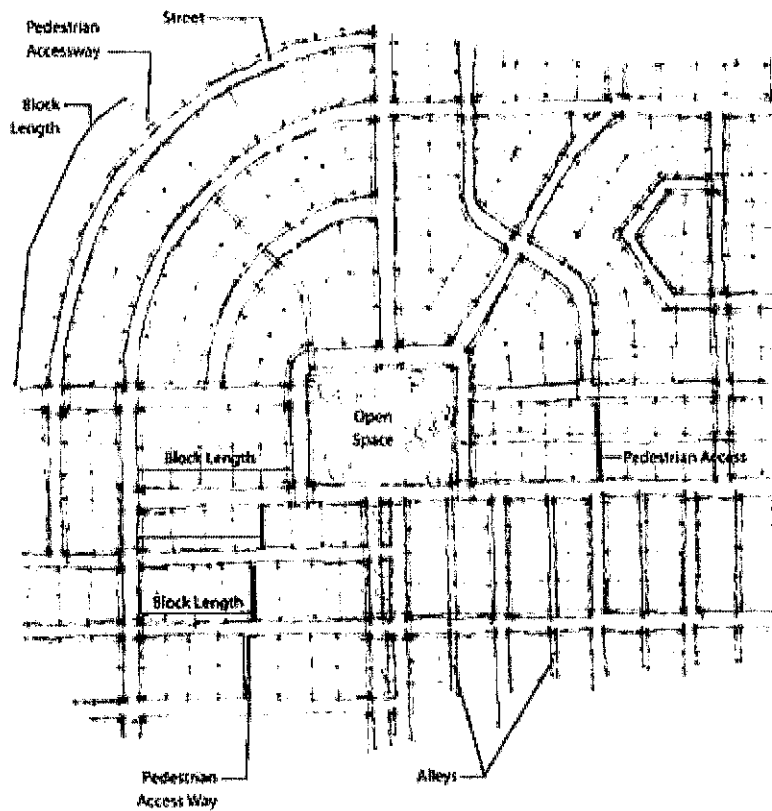 Street
Pedestrian
Accessway
Block
Length
Open
Space
Block Length
Pedestrian Access
Block Length
Pedestrian
Access Way
Alleys